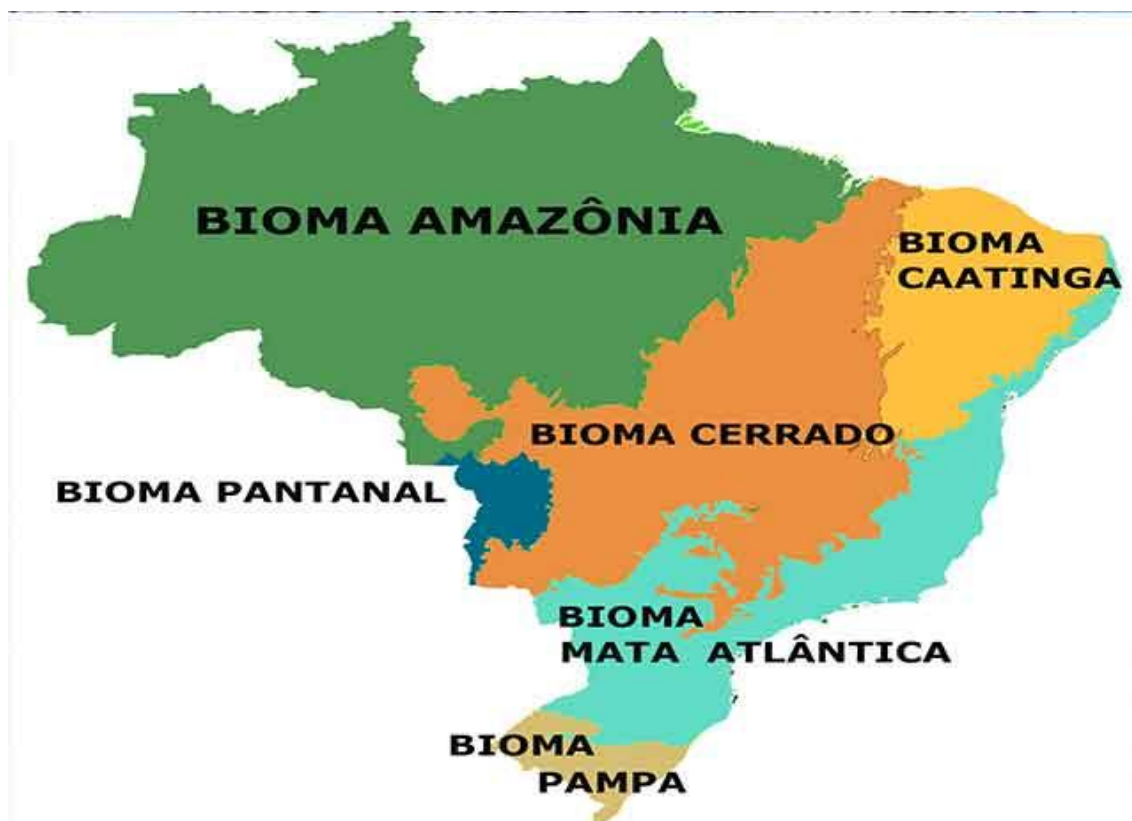 BIOMA AMAZÔNIA
BIOMA
CAATINGA
BIOMA CERRADO
BIOMA PANTANAL
BIOMA
MATA ATLÂNTICA
BIOMA
PAMPA